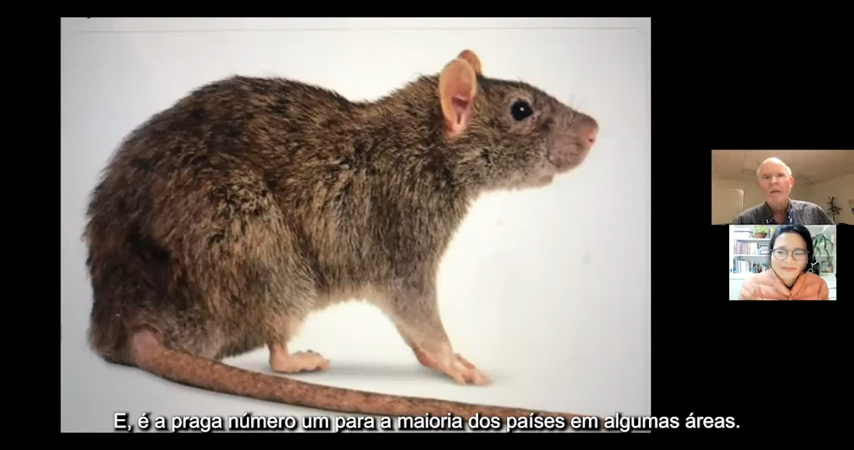 E, é a praga número um para a maioria dos países em algumas áreas.